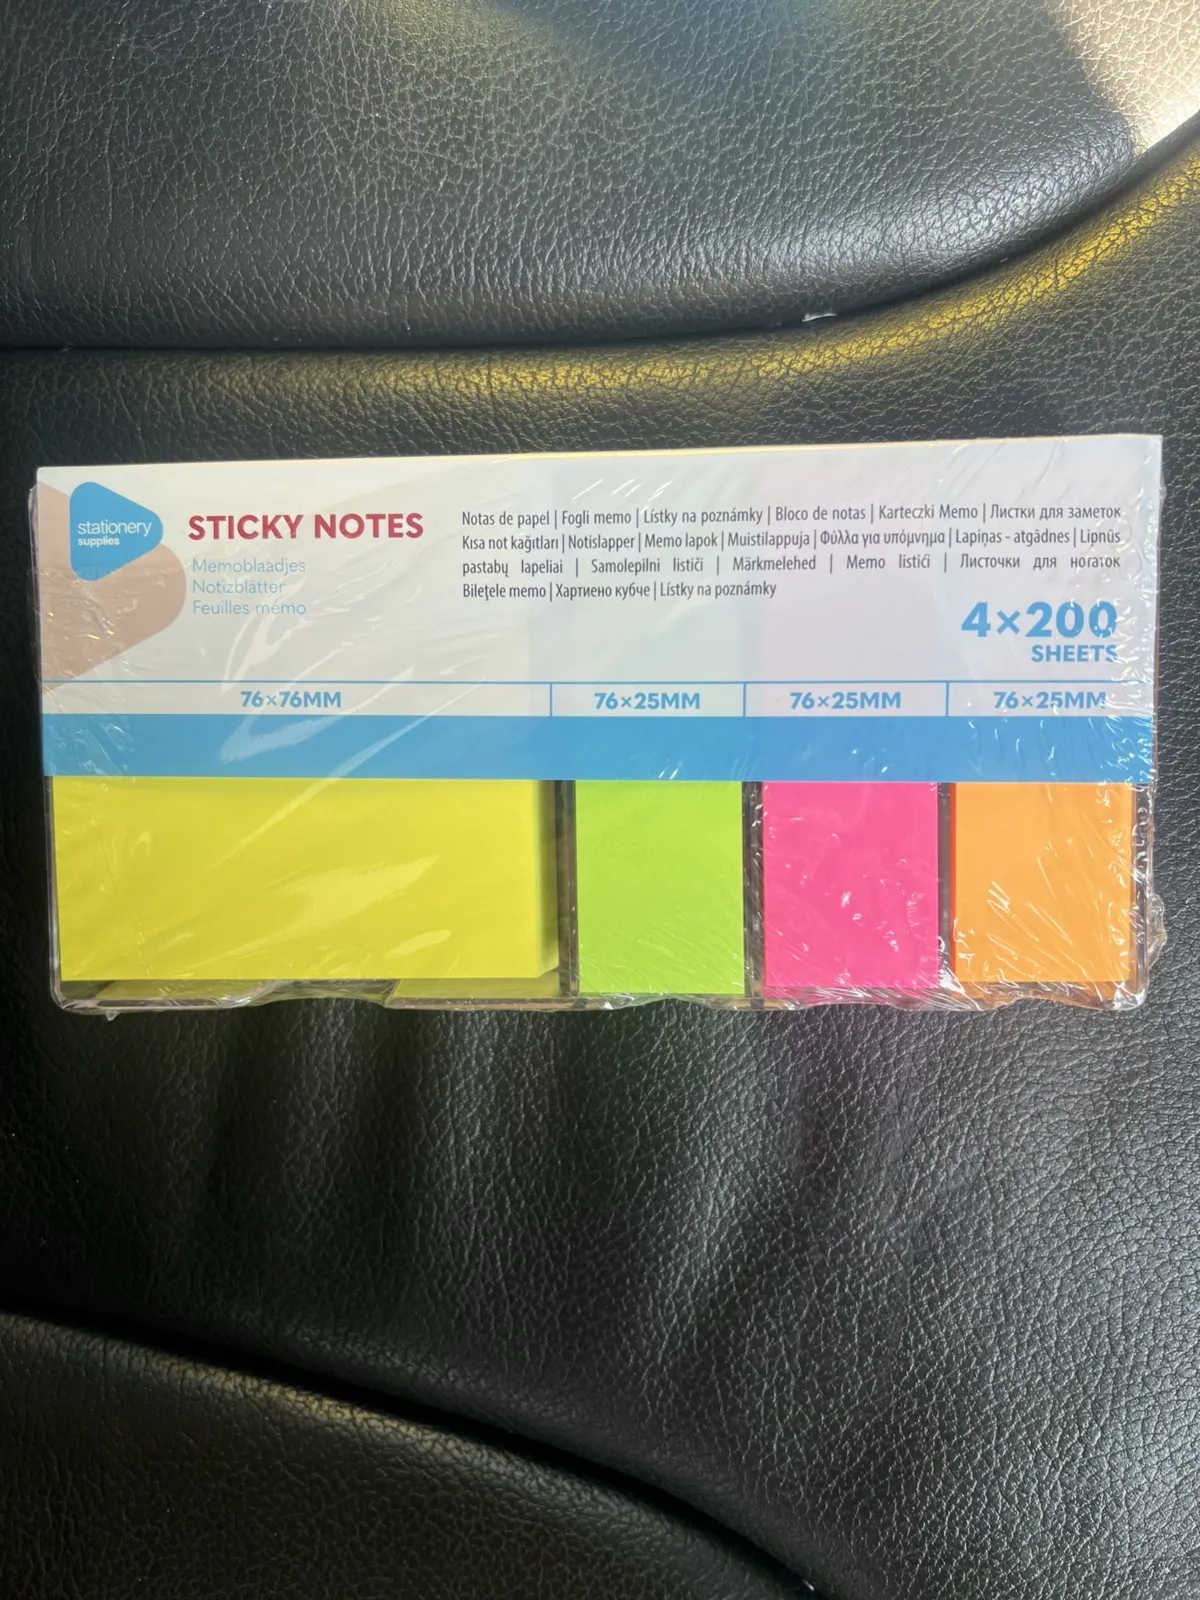 stationery
supplies
STICKY NOTES
Memoblaadjes
Notizblätter
Feuilles mémo
Notas de papel | Fogli memo | Lístky na poznámky | Bloco de notas | Karteczki Memo | Листки для заметок
Kısa not kağıtları | Notislapper | Memo lapok | Muistilappuja | Φύλλα για υπόμνημα | Lapiņas - atgādnes | Lipnūs
pastabų lapeliai | Samolepilni listići | Märkmelehed | Memo listići | Листочки для нотаток
Bilețele memo | Хартиено кубче | Lístky na poznámky
4×200
SHEETS
76×76MM
76×25MM
76×25MM
76×25MM